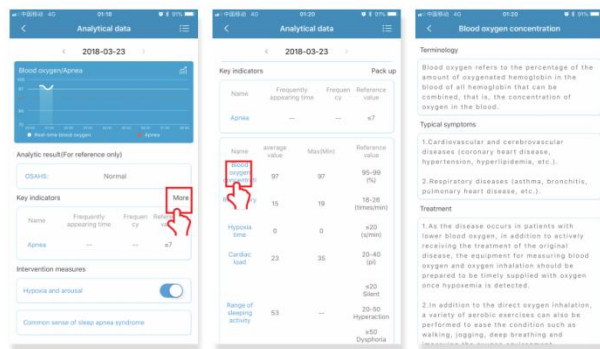 中国移动 4G 01:18 91%
Analytical data
2018-03-23
Blood oxygen/Apnea
Real-time blood oxygen
Apnea
Analytic result(For reference only)
OSAHS Normal
Key indicators More
Name Frequently appearing time Frequen cy
Apnea -- -- ≤7
Intervention measures
Hypoxia and arousal
Common sense of sleep apnea syndrome
中国移动 4G 01:20 91%
Analytical data
2018-03-23
Key indicators Pack up
Name Frequently appearing time Frequen cy Reference value
Apnea -- -- ≤7
Name average value Max(Min) Reference value
Blood oxygen 97 97 95-99 (%)
15 19 18-28 (times/min)
Hypoxia time 0 0 ≤20 (s/min)
Cardiac load 23 35 20-40 (pi)
Range of sleeping activity 53 --
≤20 Silent
20-50 Hyperaction
≥50 Dysphoria
中国移动 4G 01:20 91%
Blood oxygen concentration
Terminology
Blood oxygen refers to the percentage of the
amount of oxygenated hemoglobin in the
blood of all hemoglobin that can be
combined, that is, the concentration of
oxygen in the blood.
Typical symptoms
1.Cardiovascular and cerebrovascular
diseases (coronary heart disease,
hypertension, hyperlipidemia, etc.).
2.Respiratory diseases (asthma, bronchitis,
pulmonary heart disease, etc.).
Treatment
1.As the disease occurs in patients with
lower blood oxygen, in addition to actively
receiving the treatment of the original
disease, the equipment for measuring blood
oxygen and oxygen inhalation should be
prepared to be timely supplied with oxygen
once hypoxemia is detected.
2.In addition to the direct oxygen inhalation,
a variety of aerobic exercises can also be
performed to ease the condition such as
walking, jogging, deep breathing and
improving the oxygen environment